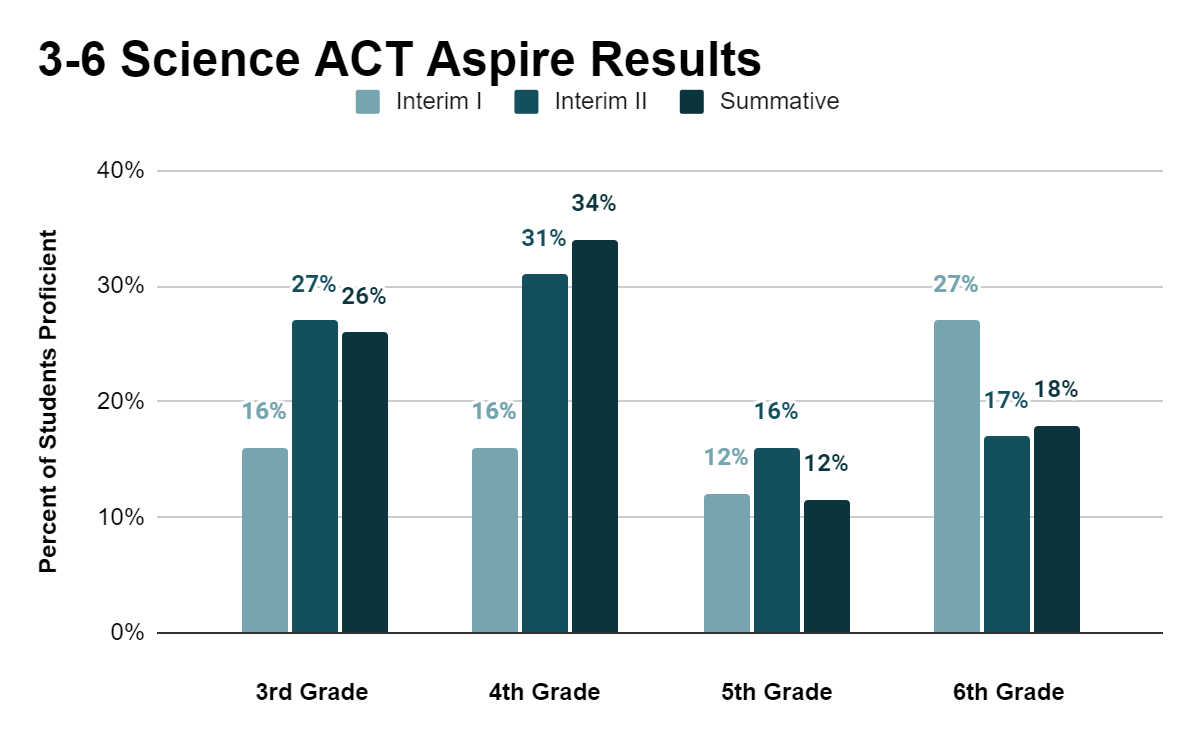 3-6 Science ACT Aspire Results
Interim I Interim II Summative
Percent of Students Proficient
40%
30%
20%
10%
0%
16% 27% 26%
16% 31% 34%
12% 16% 12%
27% 17% 18%
3rd Grade 4th Grade 5th Grade 6th Grade